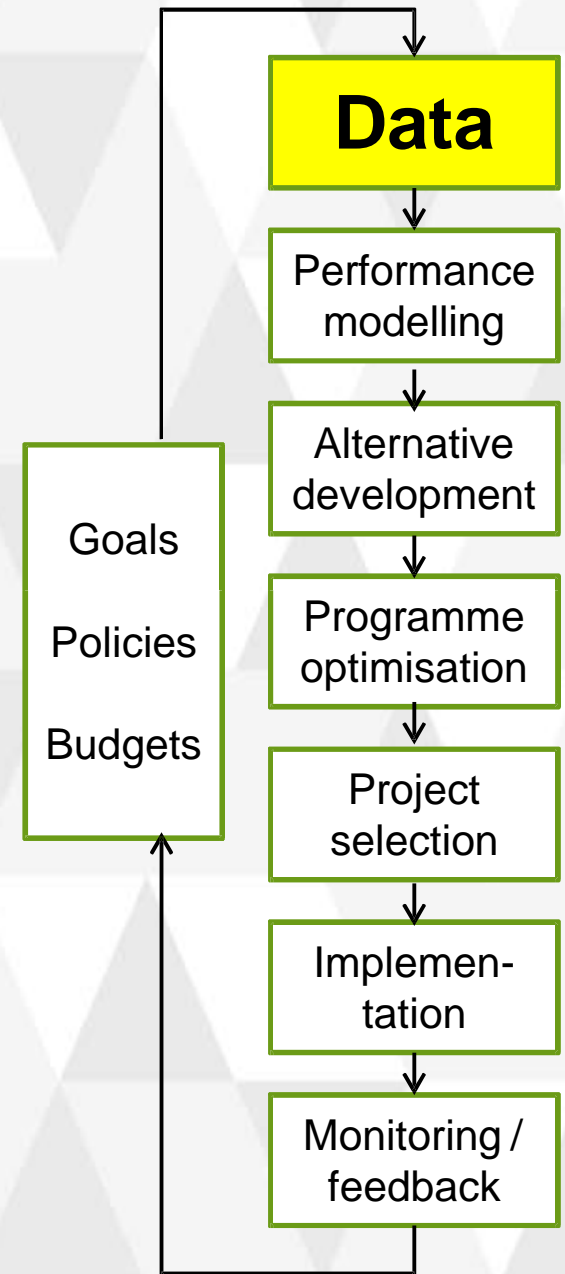 Data
Performance
modelling
Alternative
development
Programme
optimisation
Project
selection
Implemen-
tation
Monitoring /
feedback
Goals
Policies
Budgets